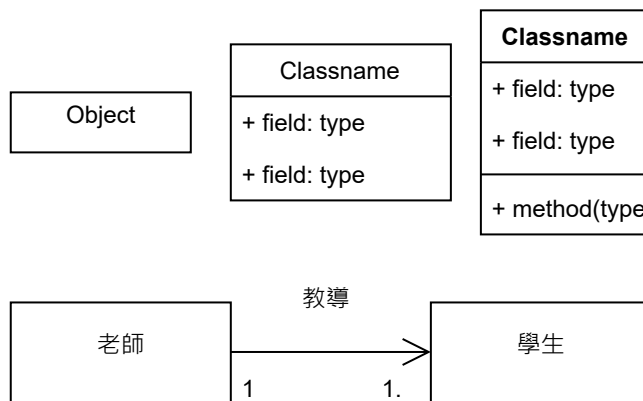 Object
Classname
+ field: type
+ field: type
Classname
+ field: type
+ field: type
+ method(type
教導
老師
學生
1
1.